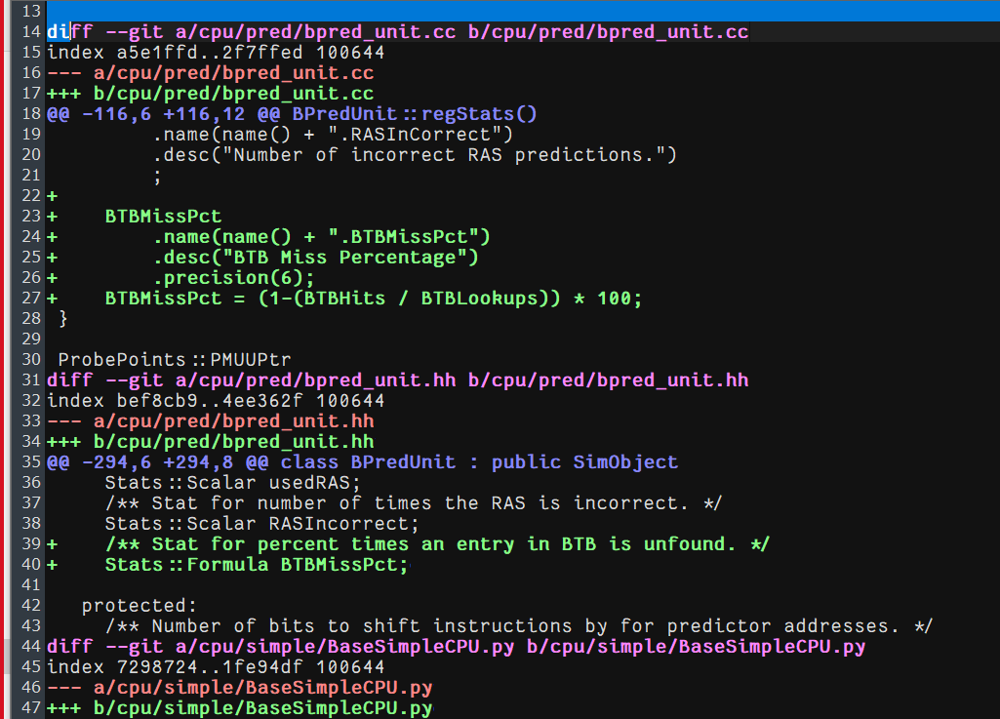 13
14 diff --git a/cpu/pred/bpred_unit.cc b/cpu/pred/bpred_unit.cc
15 index a5e1ffd..2f7ffed 100644
16 --- a/cpu/pred/bpred_unit.cc
17 +++ b/cpu/pred/bpred_unit.cc
18 @@ -116,6 +116,12 @@ BPredUnit::regStats()
19          .name(name() + ".RASInCorrect")
20          .desc("Number of incorrect RAS predictions.")
21          ;
22 +
23 +    BTBMissPct
24 +        .name(name() + ".BTBMissPct")
25 +        .desc("BTB Miss Percentage")
26 +        .precision(6);
27 +    BTBMissPct = (1-(BTBHits / BTBLookups)) * 100;
28  }
29
30  ProbePoints::PMUUPtr
31 diff --git a/cpu/pred/bpred_unit.hh b/cpu/pred/bpred_unit.hh
32 index bef8cb9..4ee362f 100644
33 --- a/cpu/pred/bpred_unit.hh
34 +++ b/cpu/pred/bpred_unit.hh
35 @@ -294,6 +294,8 @@ class BPredUnit : public SimObject
36      Stats::Scalar usedRAS;
37      /** Stat for number of times the RAS is incorrect. */
38      Stats::Scalar RASIncorrect;
39 +    /** Stat for percent times an entry in BTB is unfound. */
40 +    Stats::Formula BTBMissPct;
41
42    protected:
43      /** Number of bits to shift instructions by for predictor addresses. */
44 diff --git a/cpu/simple/BaseSimpleCPU.py b/cpu/simple/BaseSimpleCPU.py
45 index 7298724..1fe94df 100644
46 --- a/cpu/simple/BaseSimpleCPU.py
47 +++ b/cpu/simple/BaseSimpleCPU.py